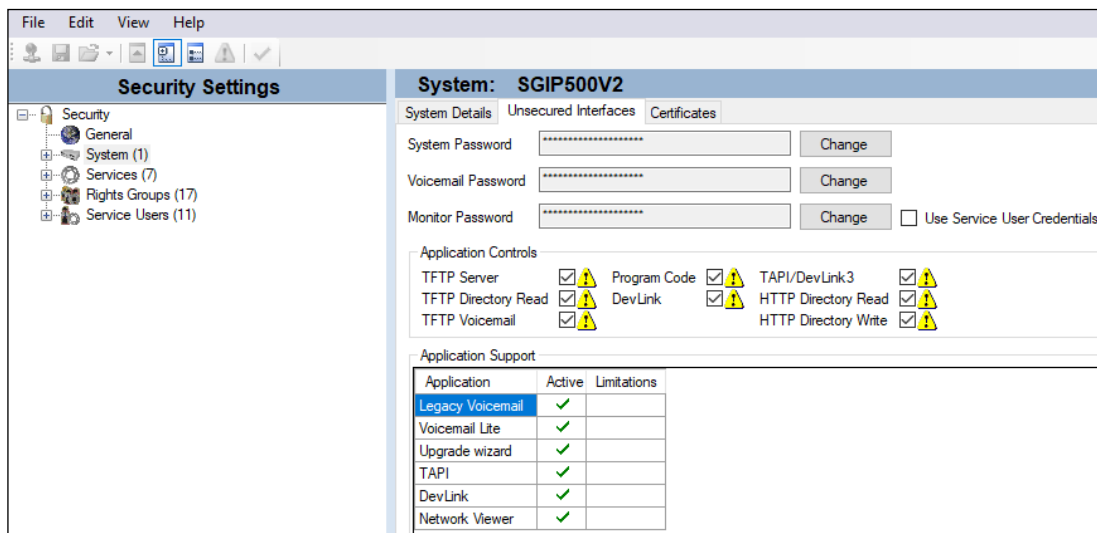 File Edit View Help
Security Settings
Security
General
System (1)
Services (7)
Rights Groups (17)
Service Users (11)
System: SGIP500V2
System Details Unsecured Interfaces Certificates
System Password ******************** Change
Voicemail Password ******************** Change
Monitor Password ******************** Change Use Service User Credentials
Application Controls
TFTP Server Program Code TAPI/DevLink3
TFTP Directory Read DevLink HTTP Directory Read
TFTP Voicemail HTTP Directory Write
Application Support
Application Active Limitations
Legacy Voicemail
Voicemail Lite
Upgrade wizard
TAPI
DevLink
Network Viewer